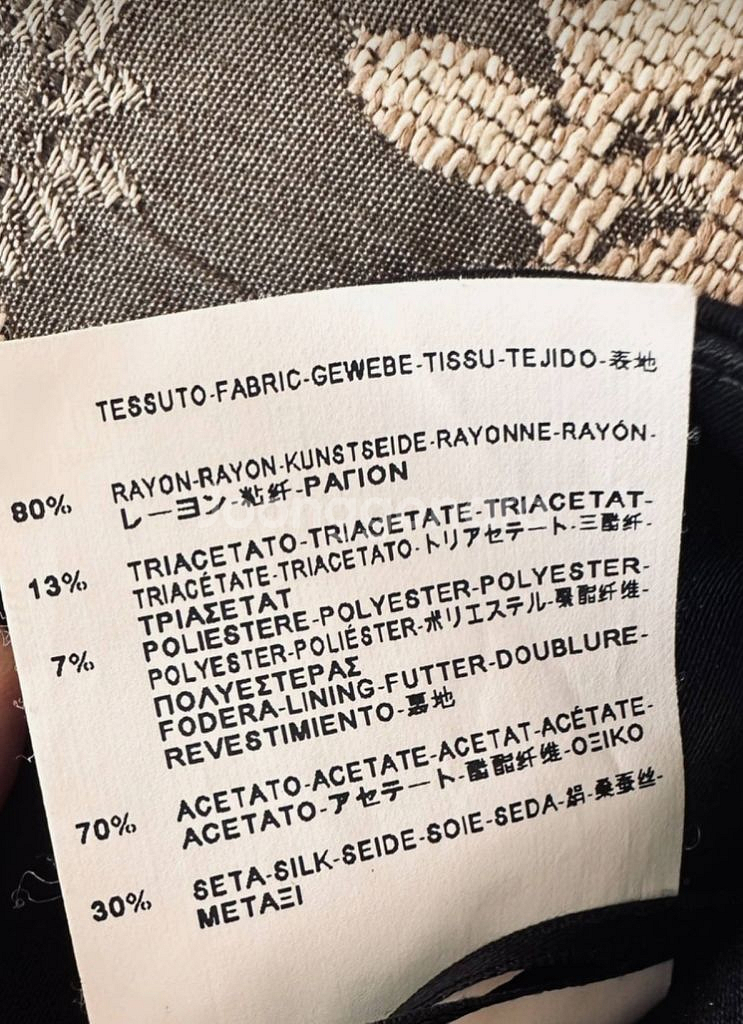 TESSUTO-FABRIC-GEWEBE-TISSU-TEJIDO-表地
80% RAYON-RAYON-KUNSTSEIDE-RAYONNE-RAYÓN-
レーヨン-粘纤-ΡΑΓΙΟΝ
13% TRIACETATO-TRIACETATE-TRIACETAT-
TRIACÉTATE-TRIACETATO-トリアセテート-三酯纤-
ΤΡΙΑΣΕΤΑΤ
7% POLIESTERE-POLYESTER-POLYESTER-
POLYESTER-POLIÉSTER-ポリエステル-聚酯纤维-
ΠΟΛΥΕΣΤΕΡΑΣ
FODERA-LINING-FUTTER-DOUBLURE-
REVESTIMIENTO-裏地
70% ACETATO-ACETATE-ACETAT-ACÉTATE-
ACETATO-アセテート-醋酯纤维-ΟΞΙΚΟ
30% SETA-SILK-SEIDE-SOIE-SEDA-絹-桑蚕丝-
ΜΕΤΑΞΙ